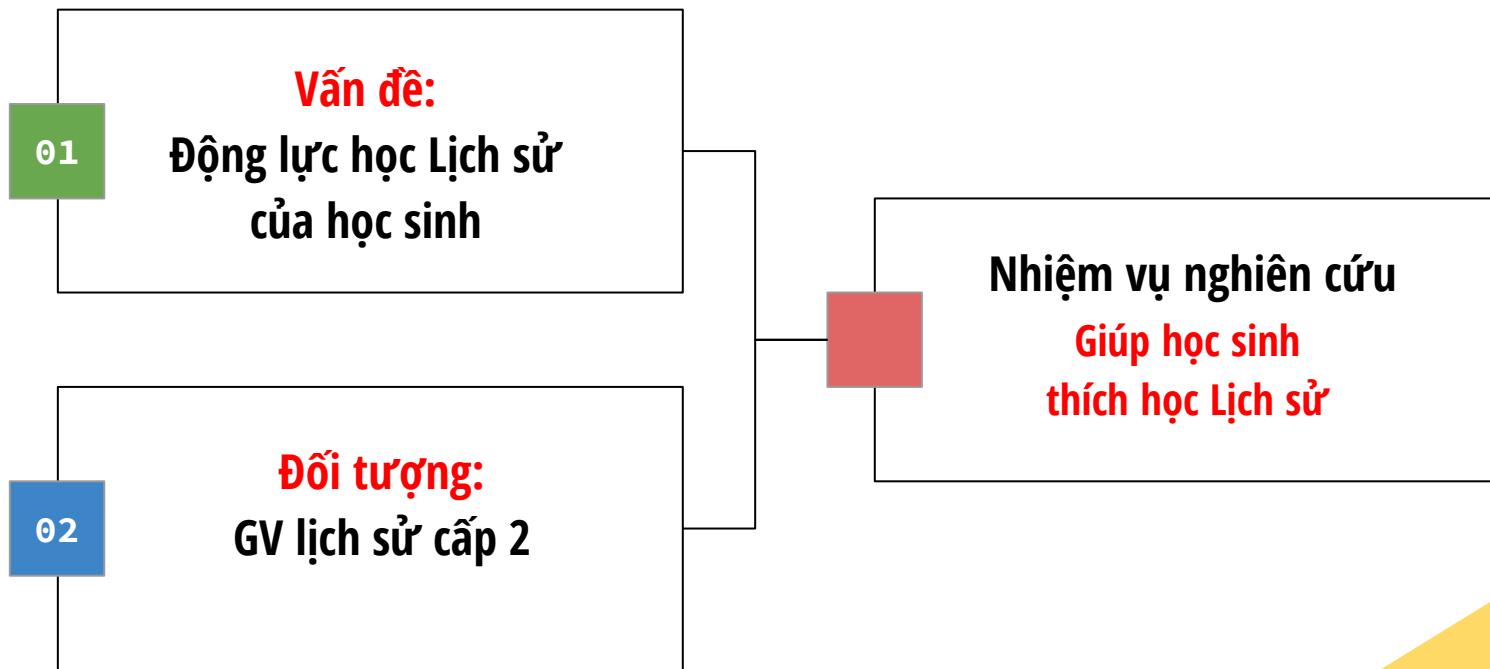 01
Vấn đề:
Động lực học Lịch sử
của học sinh
02
Đối tượng:
GV lịch sử cấp 2
Nhiệm vụ nghiên cứu
Giúp học sinh
thích học Lịch sử